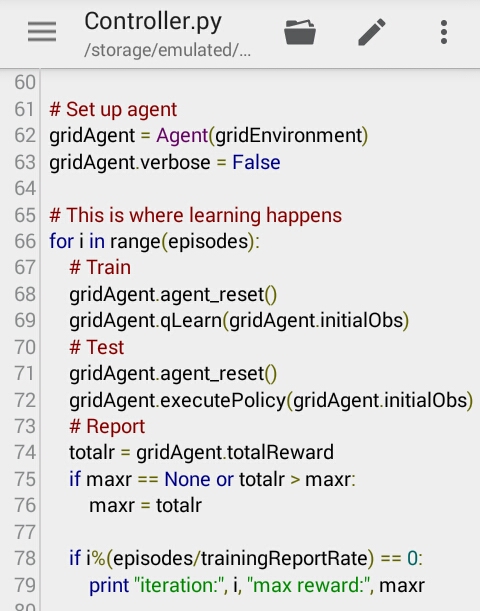 Controller.py
/storage/emulated/...
60
61 # Set up agent
62 gridAgent = Agent(gridEnvironment)
63 gridAgent.verbose = False
64
65 # This is where learning happens
66 for i in range(episodes):
67     # Train
68     gridAgent.agent_reset()
69     gridAgent.qLearn(gridAgent.initialObs)
70     # Test
71     gridAgent.agent_reset()
72     gridAgent.executePolicy(gridAgent.initialObs)
73     # Report
74     totalr = gridAgent.totalReward
75     if maxr == None or totalr > maxr:
76         maxr = totalr
77
78     if i%(episodes/trainingReportRate) == 0:
79         print "iteration:", i, "max reward:", maxr